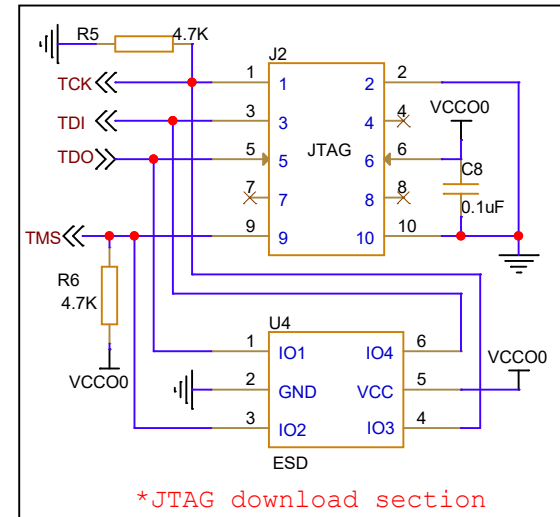 R5 4.7K
J2
TCK 1 1 2 2
TDI 3 3 4 4 VCCO0
TDO 5 5 JTAG 6 6
C8
7 7 8 8 0.1uF
TMS 9 9 10 10
R6
4.7K
U4
1 IO1 IO4 6
VCCO0 2 GND VCC 5 VCCO0
3 IO2 IO3 4
ESD
*JTAG download section